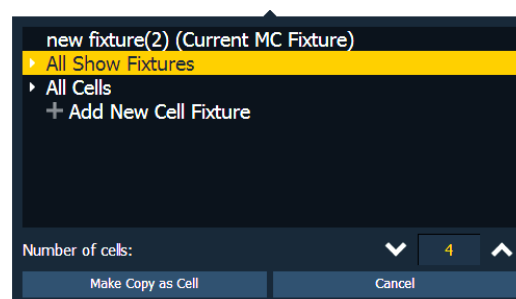 new fixture(2) (Current MC Fixture)
All Show Fixtures
All Cells
Add New Cell Fixture
Number of cells: 4
Make Copy as Cell Cancel